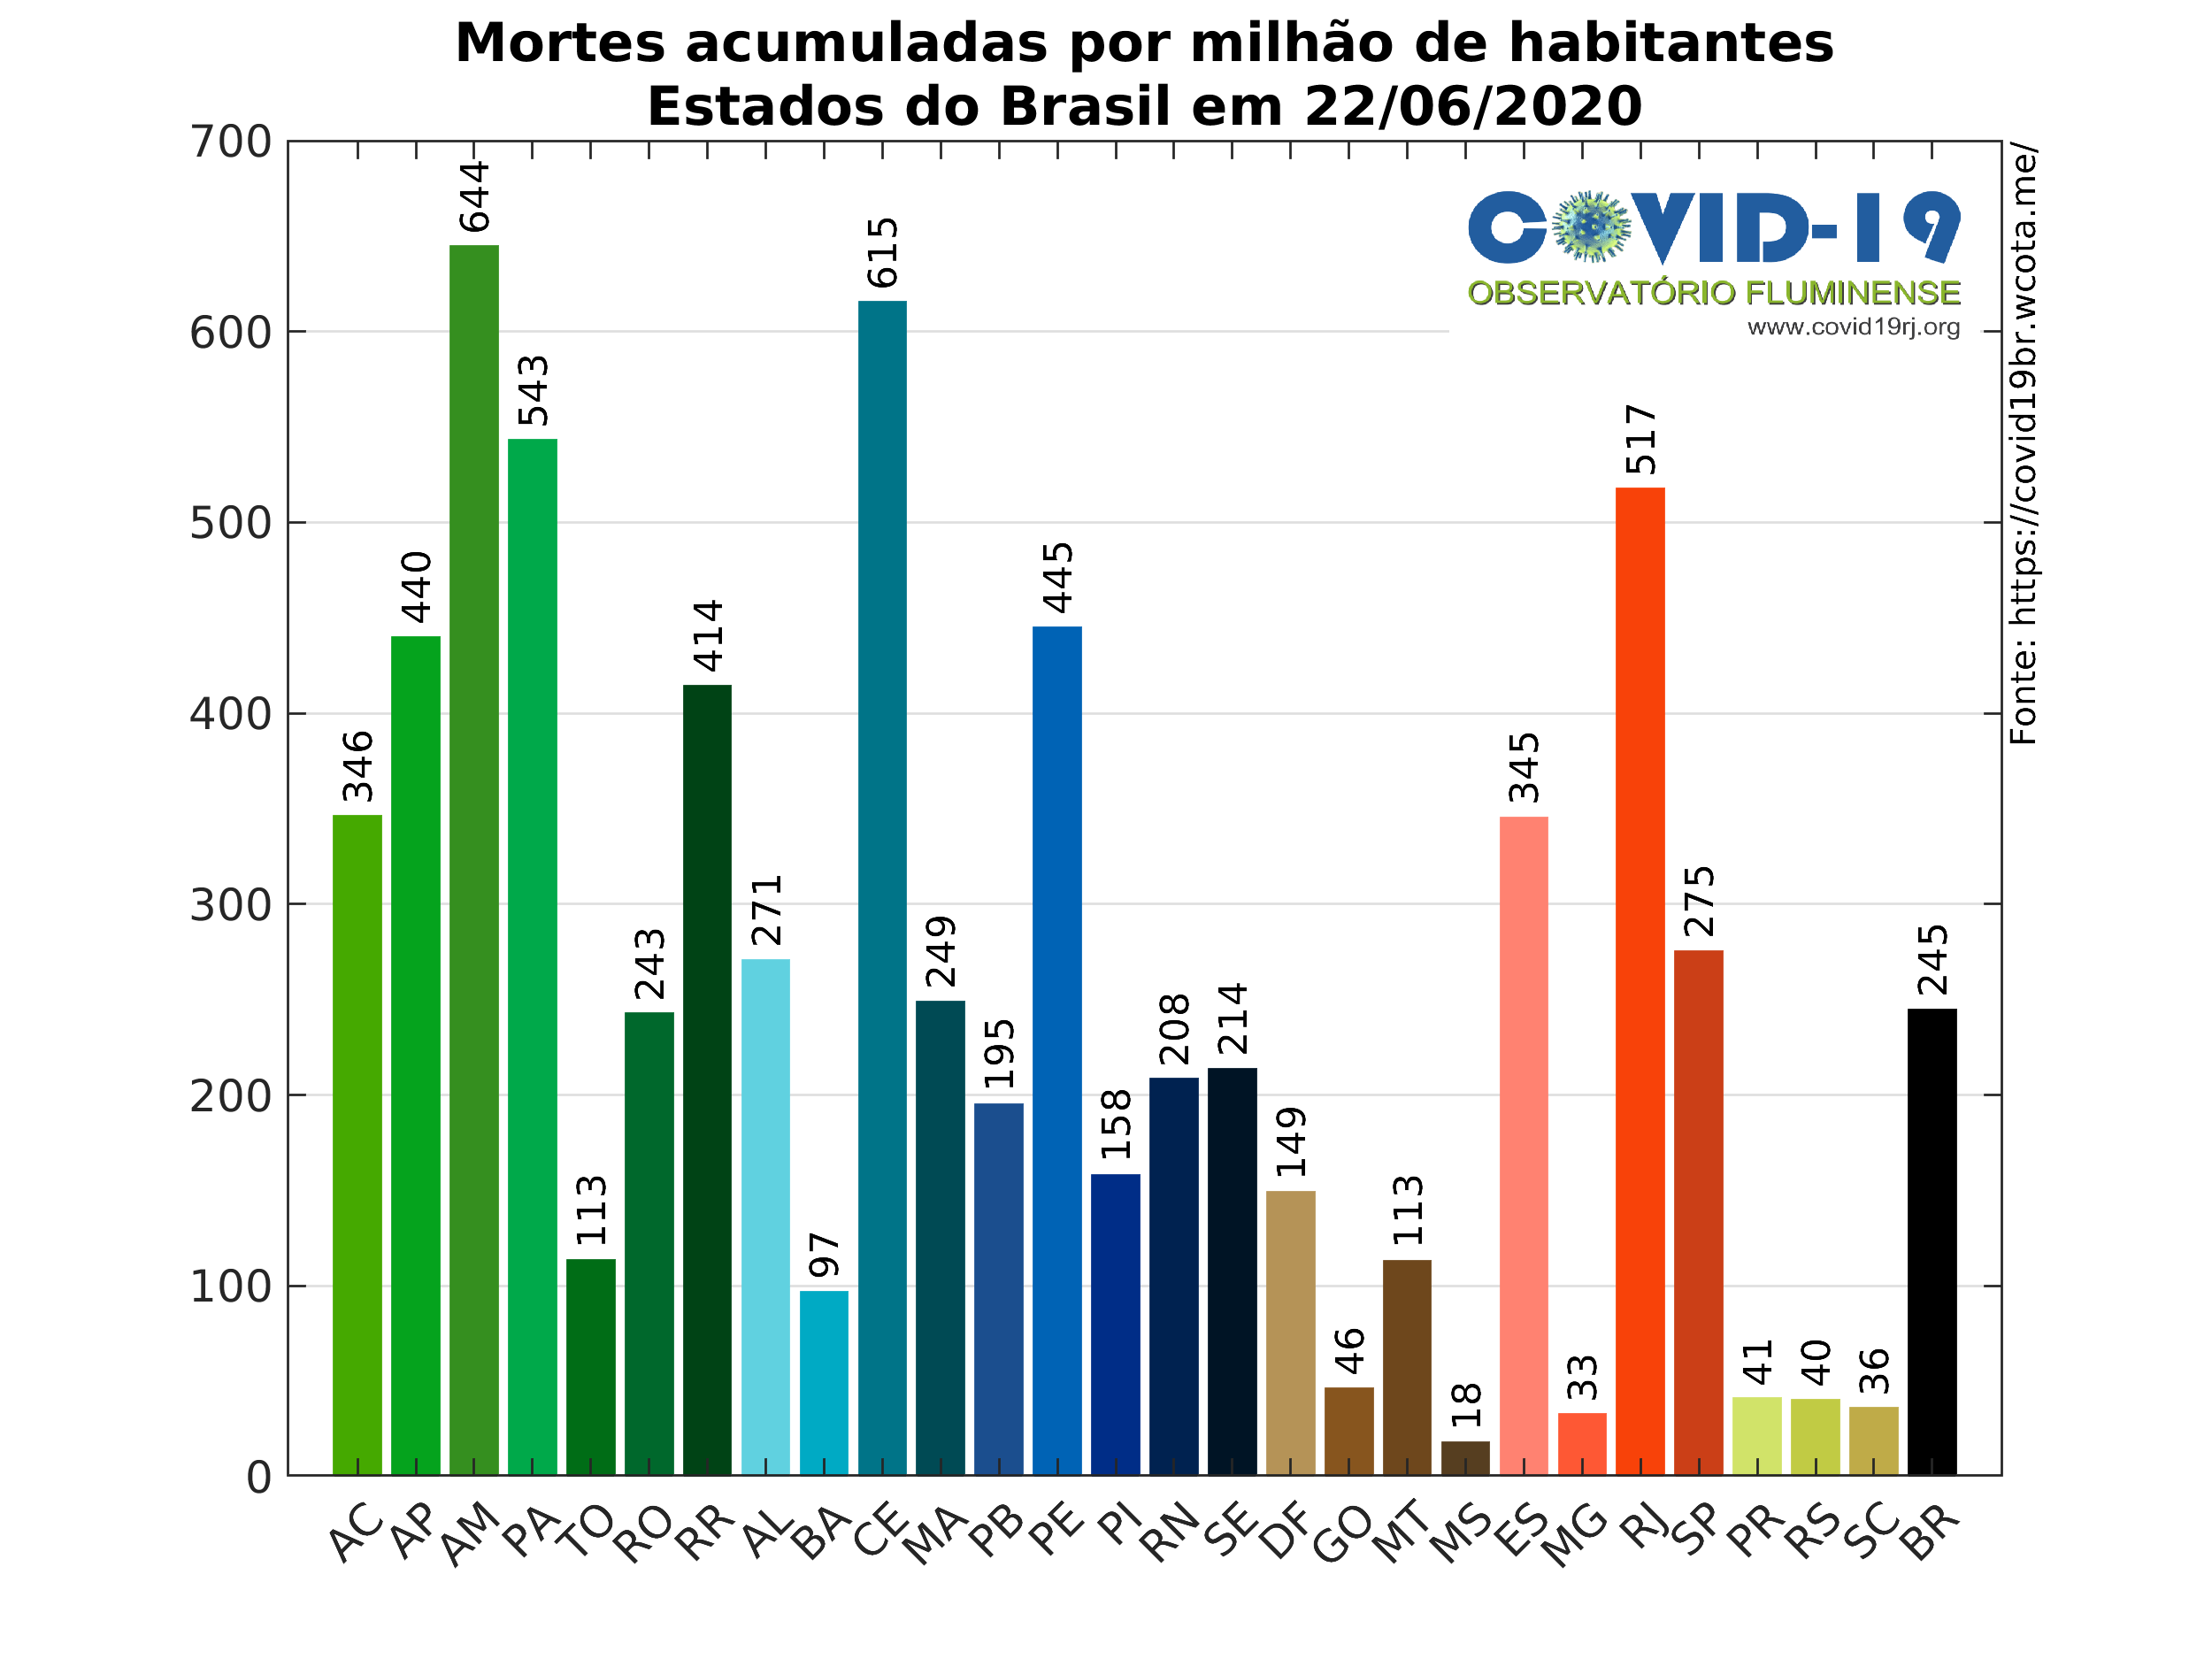 Mortes acumuladas por milhão de habitantes
Estados do Brasil em 22/06/2020
700
600
500
400
300
200
100
0
346
440
644
543
113
243
414
271
97
615
249
195
445
158
208
214
149
46
113
18
345
33
517
275
41
40
36
245
COVID-19
OBSERVATÓRIO FLUMINENSE
www.covid19rj.org
Fonte: https://covid19br.wcota.me/
AC
AP
AM
PA
TO
RO
RR
AL
BA
CE
MA
PB
PE
PI
RN
SE
DF
GO
MT
MS
ES
MG
RJ
SP
PR
RS
SC
BR